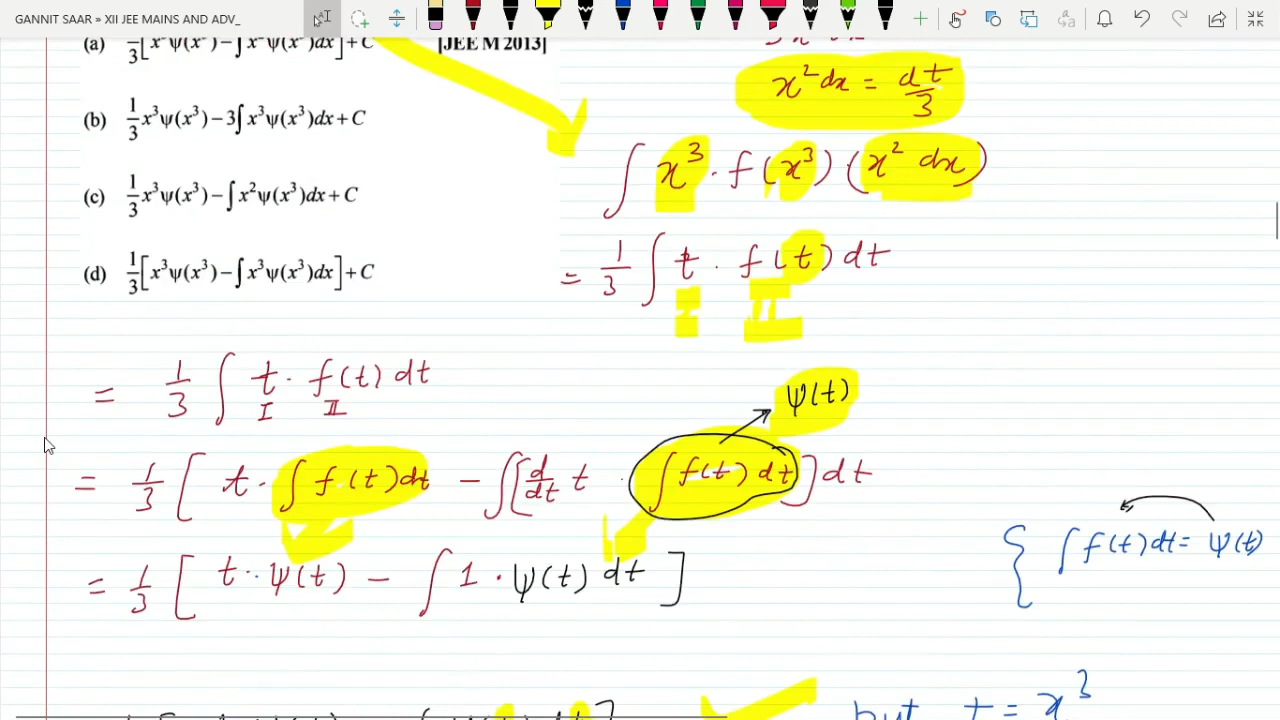 GANNIT SAAR » XII JEE MAINS AND ADV_
(a) 1/3[x³ψ(x³)−∫x²ψ(x³)dx]+C [JEE M 2013]
x²dx = dt/3
(b) 1/3 x³ψ(x³)−3∫x³ψ(x³)dx+C
∫ x³ · f(x³) (x² dx)
(c) 1/3 x³ψ(x³)−∫x²ψ(x³)dx+C
= 1/3 ∫ t · f(t) dt
I II
(d) 1/3[x³ψ(x³)−∫x³ψ(x³)dx]+C
= 1/3 ∫ t · f(t) dt
I II
ψ(t)
= 1/3 [ t · ∫ f(t)dt − ∫[d/dt t · ∫ f(t) dt] dt
{ ∫ f(t)dt = ψ(t)
= 1/3 [ t · ψ(t) − ∫ 1 · ψ(t) dt ]
but t = x³